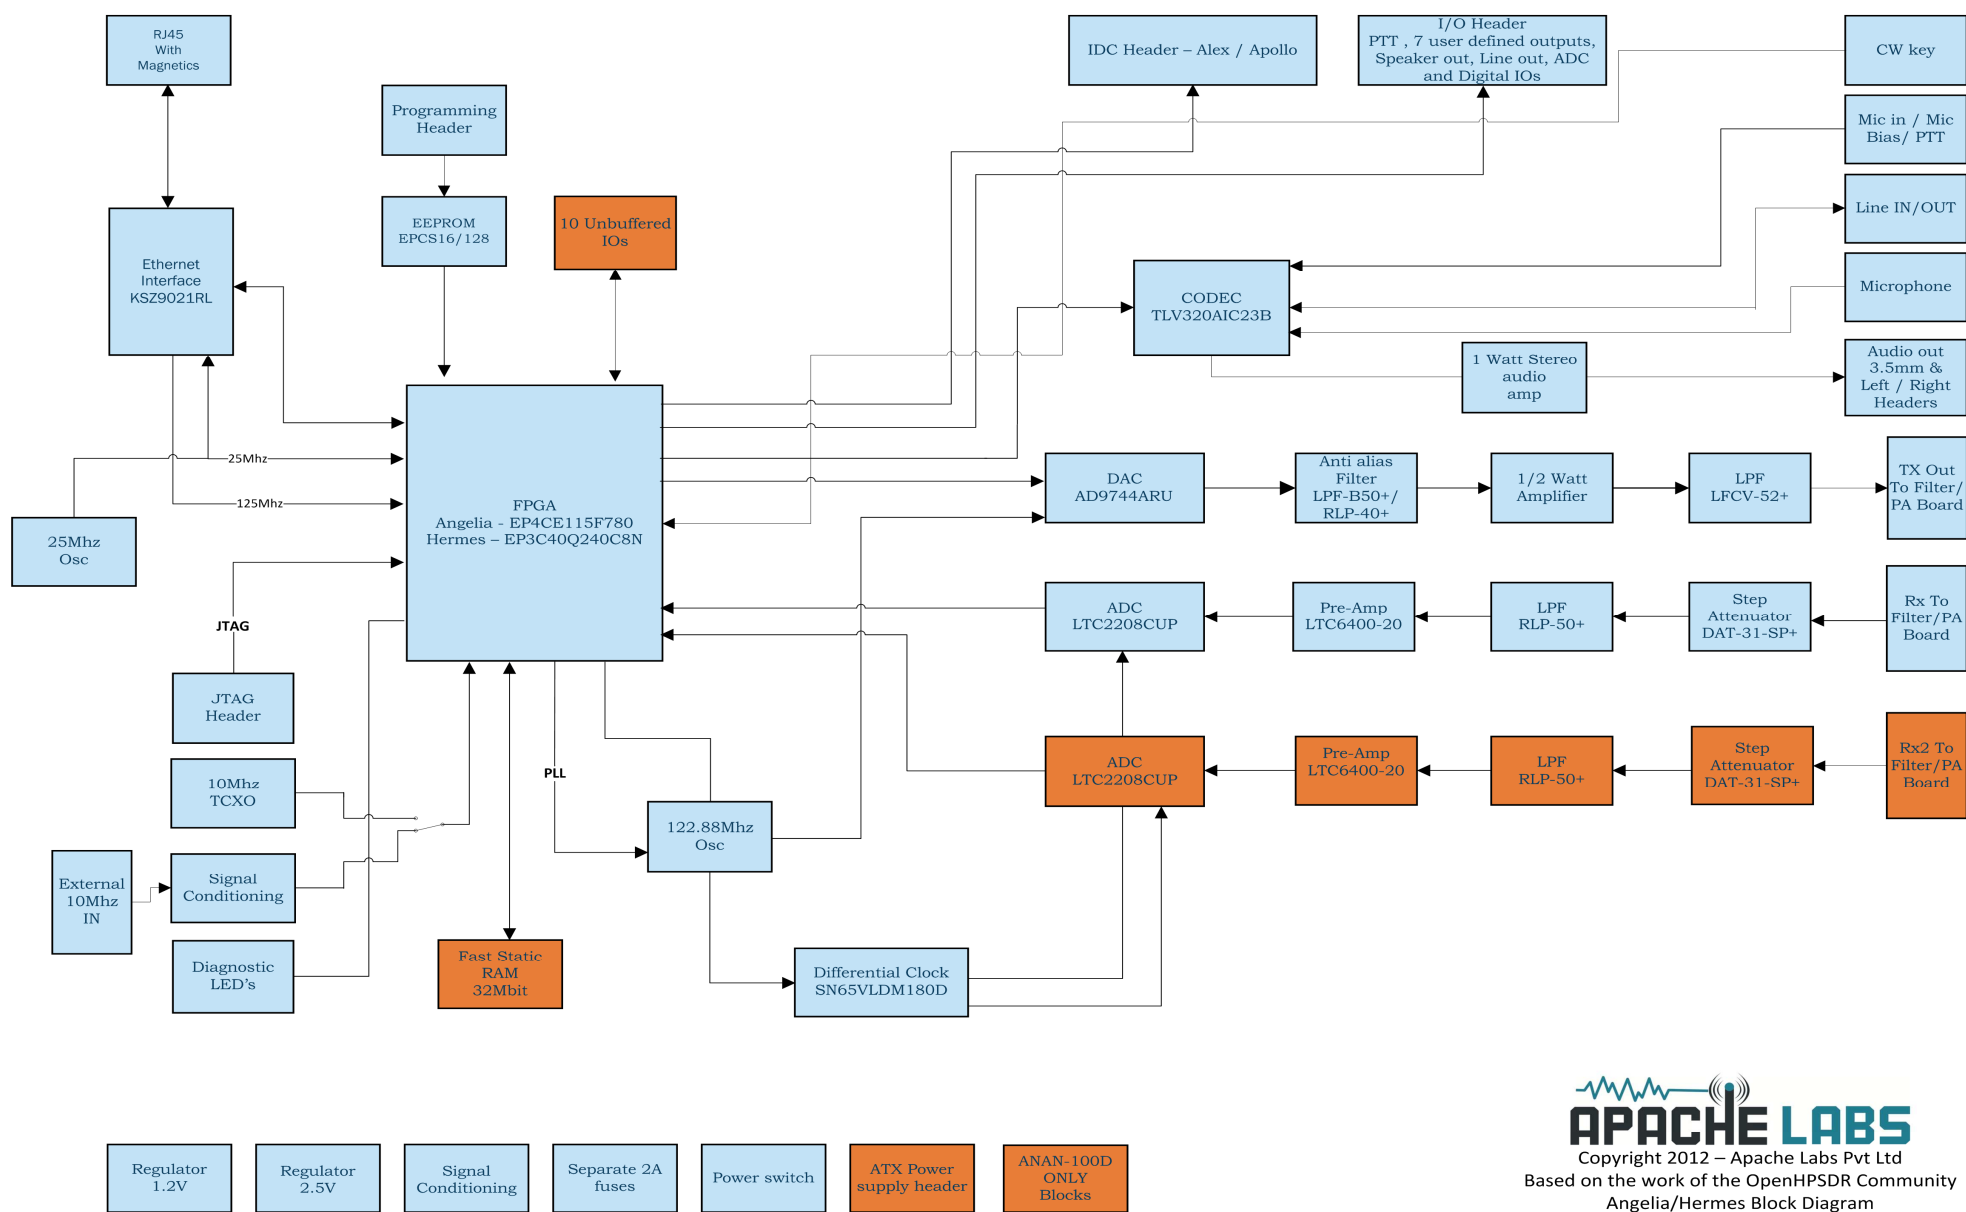 RJ45
With
Magnetics
Programming
Header
IDC Header – Alex / Apollo
I/O Header
PTT , 7 user defined outputs,
Speaker out, Line out, ADC
and Digital IOs
CW key
Mic in / Mic
Bias/ PTT
EEPROM
EPCS16/128
10 Unbuffered
IOs
Line IN/OUT
Ethernet
Interface
KSZ9021RL
CODEC
TLV320AIC23B
Microphone
1 Watt Stereo
audio
amp
Audio out
3.5mm &
Left / Right
Headers
25Mhz
125Mhz
25Mhz
Osc
FPGA
Angelia - EP4CE115F780
Hermes – EP3C40Q240C8N
DAC
AD9744ARU
Anti alias
Filter
LPF-B50+/
RLP-40+
1/2 Watt
Amplifier
LPF
LFCV-52+
TX Out
To Filter/
PA Board
JTAG
JTAG
Header
ADC
LTC2208CUP
Pre-Amp
LTC6400-20
LPF
RLP-50+
Step
Attenuator
DAT-31-SP+
Rx To
Filter/PA
Board
10Mhz
TCXO
PLL
ADC
LTC2208CUP
Pre-Amp
LTC6400-20
LPF
RLP-50+
Step
Attenuator
DAT-31-SP+
Rx2 To
Filter/PA
Board
122.88Mhz
Osc
External
10Mhz
IN
Signal
Conditioning
Diagnostic
LED's
Fast Static
RAM
32Mbit
Differential Clock
SN65VLDM180D
Regulator
1.2V
Regulator
2.5V
Signal
Conditioning
Separate 2A
fuses
Power switch
ATX Power
supply header
ANAN-100D
ONLY
Blocks
APACHE LABS
Copyright 2012 – Apache Labs Pvt Ltd
Based on the work of the OpenHPSDR Community
Angelia/Hermes Block Diagram